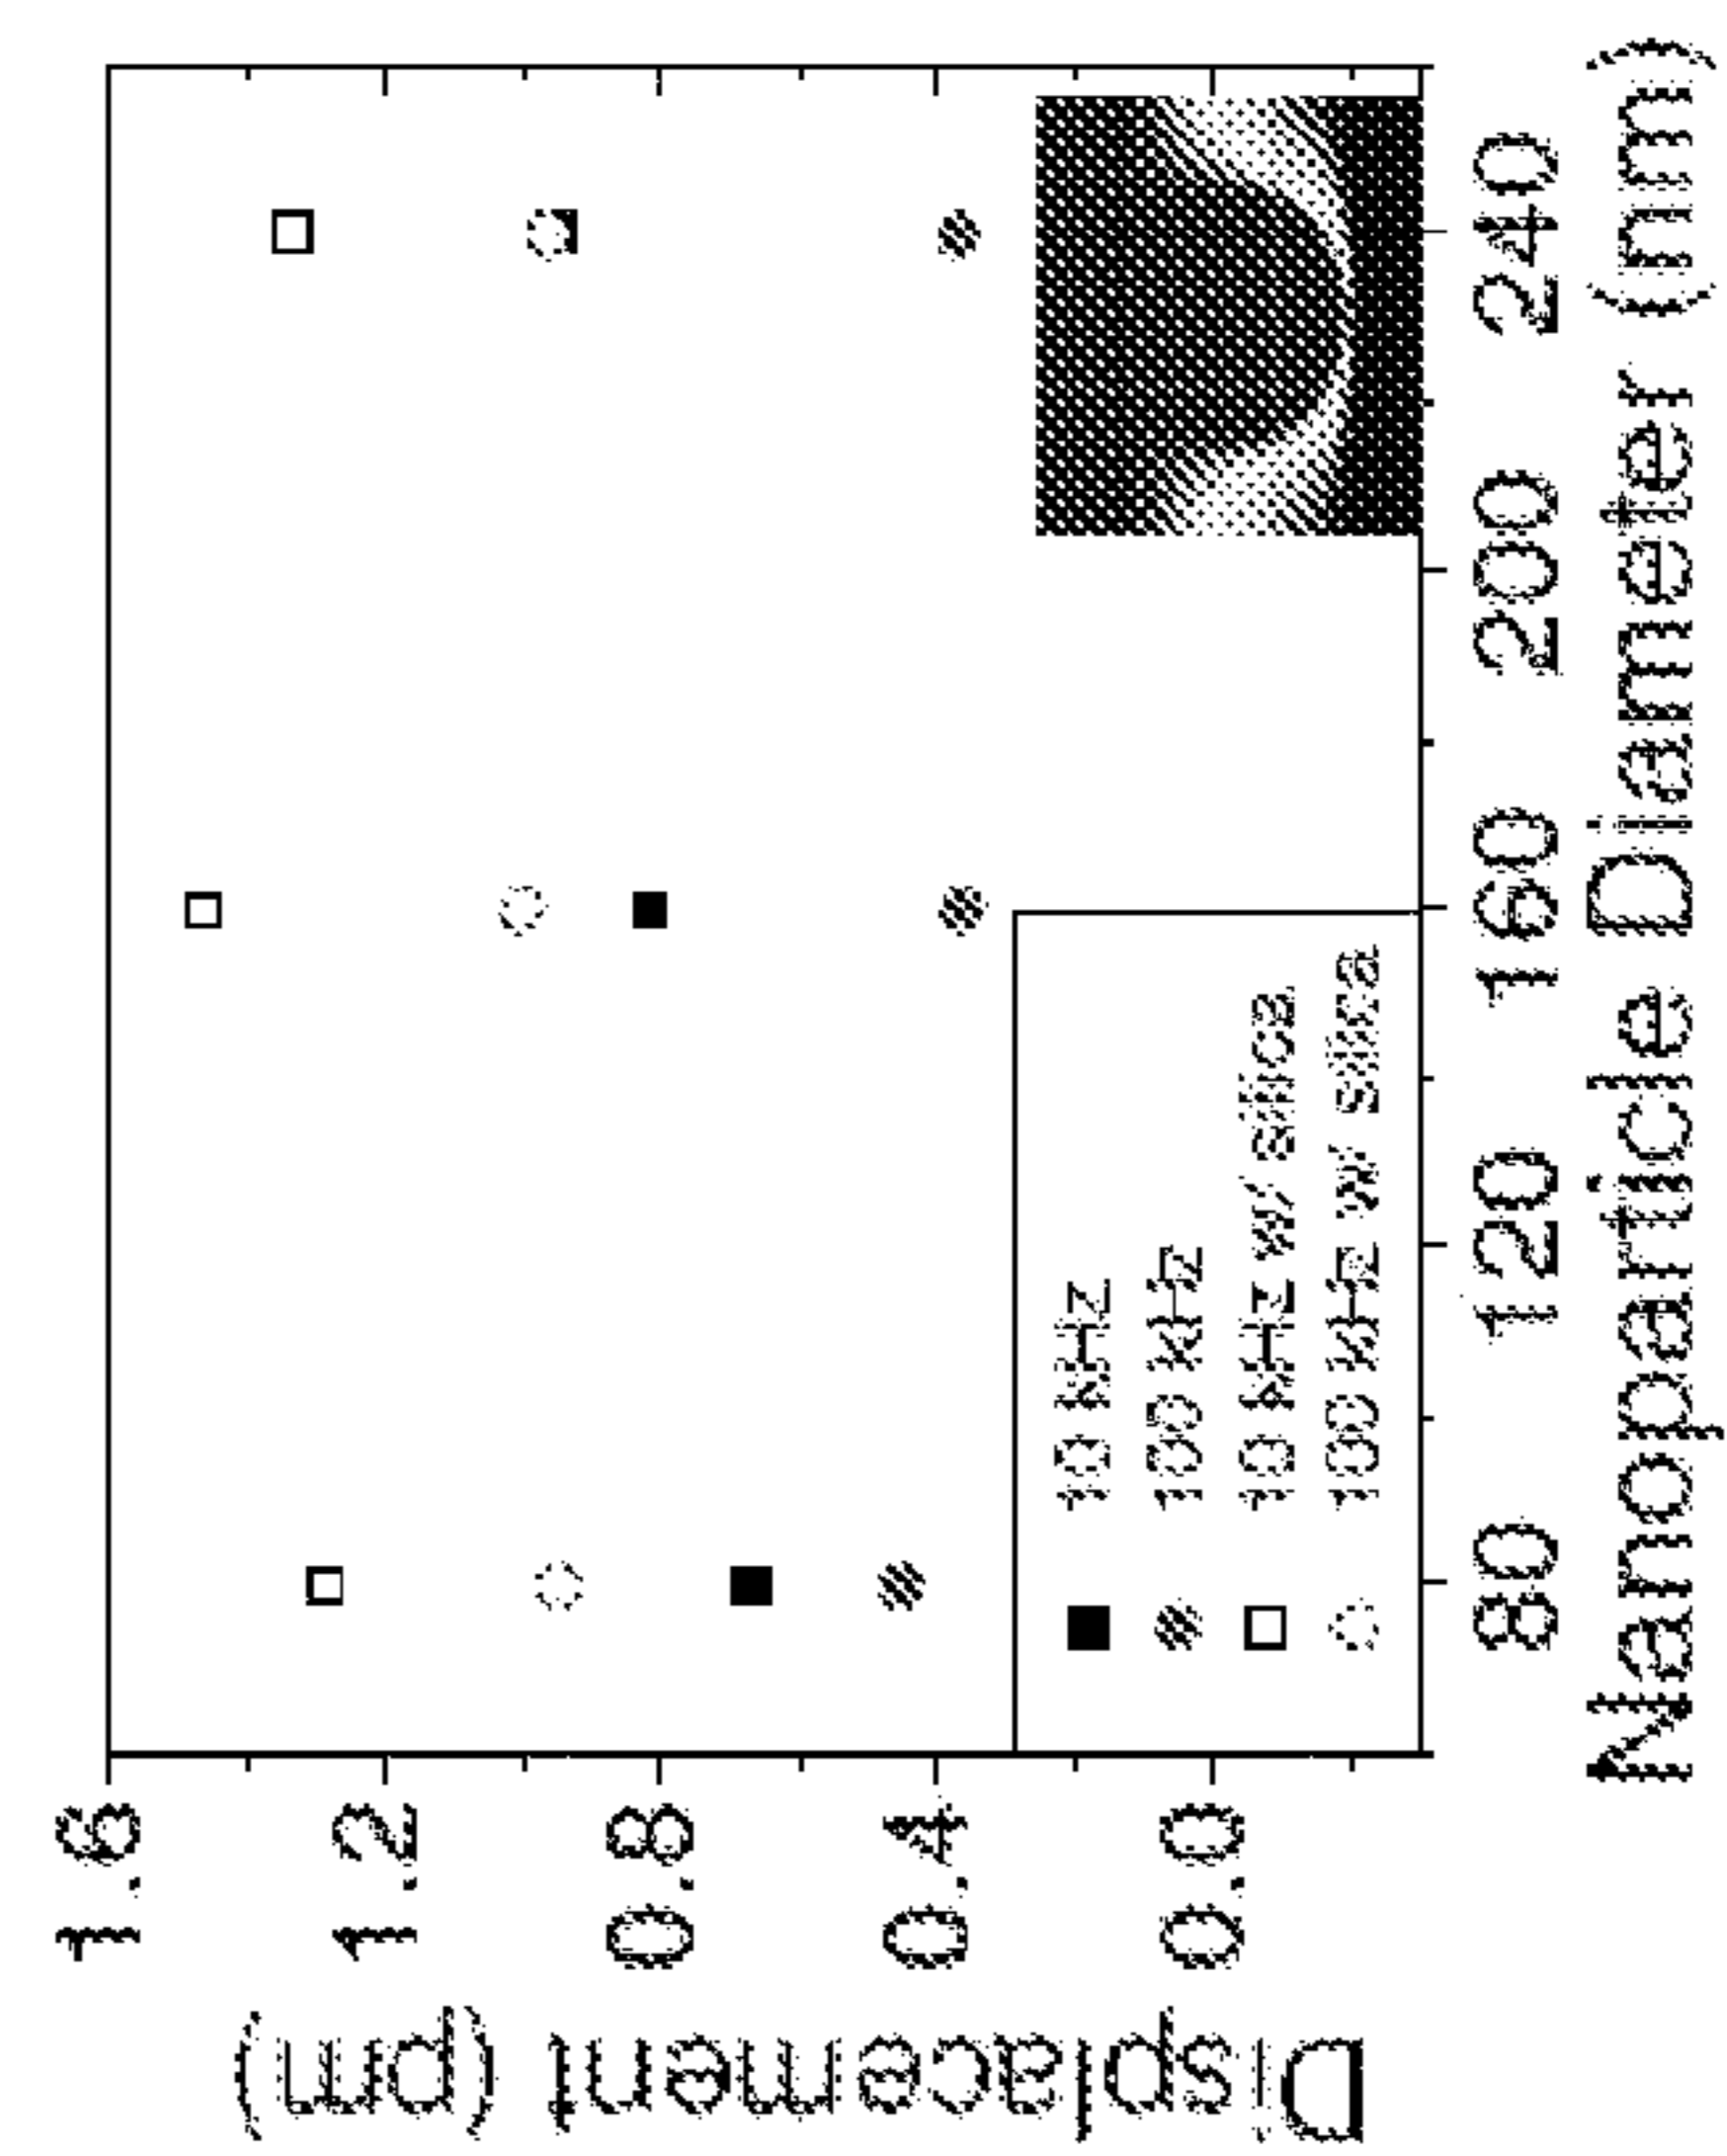 Displacement (pm)
1.6
1.2
0.8
0.4
0.0
10 kHz
100 kHz
10 kHz w/ silica
100 kHz w/ silica
80 120 160 200 240
Nanoparticle Diameter (nm)